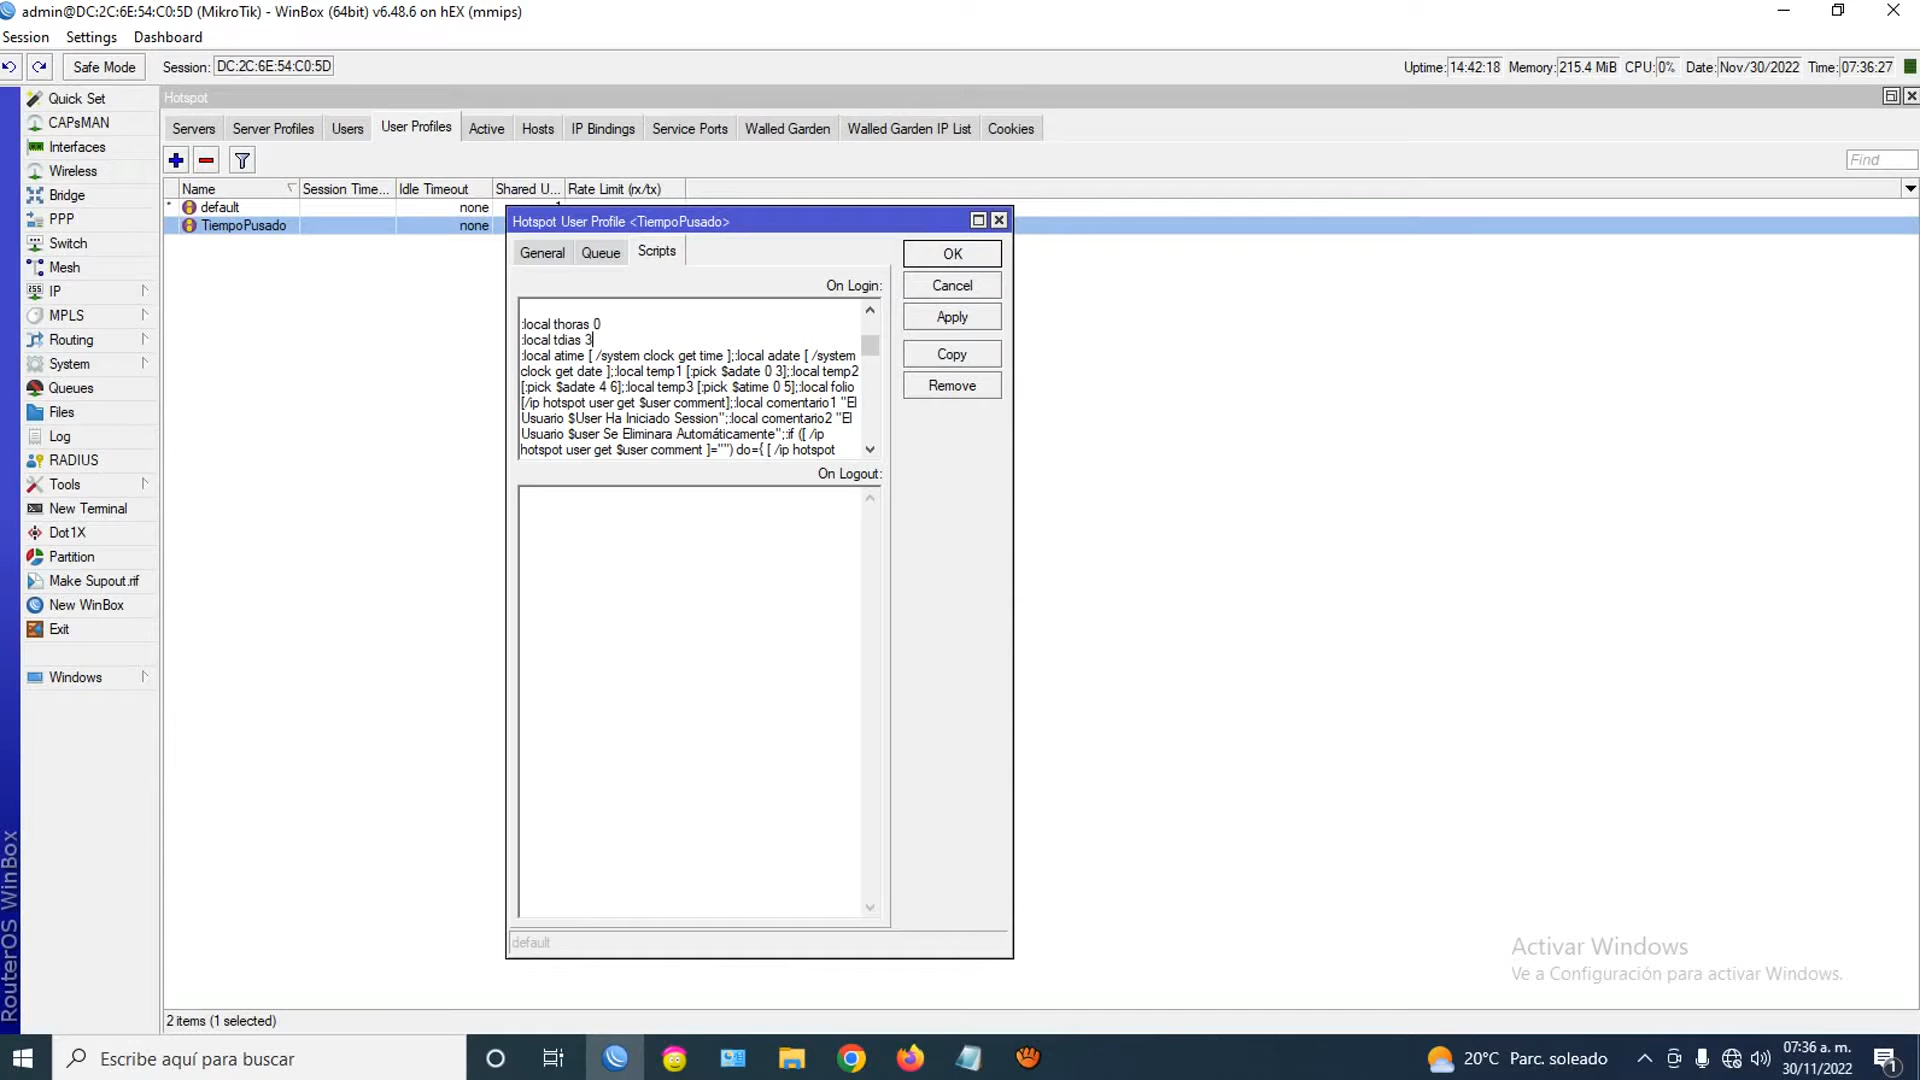 admin@DC:2C:6E:54:C0:5D (MikroTik) - WinBox (64bit) v6.48.6 on hEX (mmips)
Session Settings Dashboard
Safe Mode Session: DC:2C:6E:54:C0:5D Uptime: 14:42:18 Memory: 215.4 MiB CPU: 0% Date: Nov/30/2022 Time: 07:36:27
Quick Set
CAPsMAN
Interfaces
Wireless
Bridge
PPP
Switch
Mesh
IP
MPLS
Routing
System
Queues
Files
Log
RADIUS
Tools
New Terminal
Dot1X
Partition
Make Supout.rif
New WinBox
Exit
Windows
RouterOS WinBox
Hotspot
Servers Server Profiles Users User Profiles Active Hosts IP Bindings Service Ports Walled Garden Walled Garden IP List Cookies
Find
Name Session Time... Idle Timeout Shared U... Rate Limit (rx/tx)
* default none 1
TiempoPusado none
Hotspot User Profile <TiempoPusado>
General Queue Scripts
On Login:
:local thoras 0
:local tdias 3
:local atime [ /system clock get time ];:local adate [ /system
clock get date ];:local temp1 [:pick $adate 0 3];:local temp2
[:pick $adate 4 6];:local temp3 [:pick $atime 0 5];:local folio
[/ip hotspot user get $user comment];:local comentario1 "El
Usuario $User Ha Iniciado Session";:local comentario2 "El
Usuario $user Se Eliminara Automáticamente";:if ([ /ip
hotspot user get $user comment ]="") do={ [ /ip hotspot
On Logout:
OK
Cancel
Apply
Copy
Remove
default
Activar Windows
Ve a Configuración para activar Windows.
2 items (1 selected)
Escribe aquí para buscar
20°C Parc. soleado
07:36 a. m.
30/11/2022
1